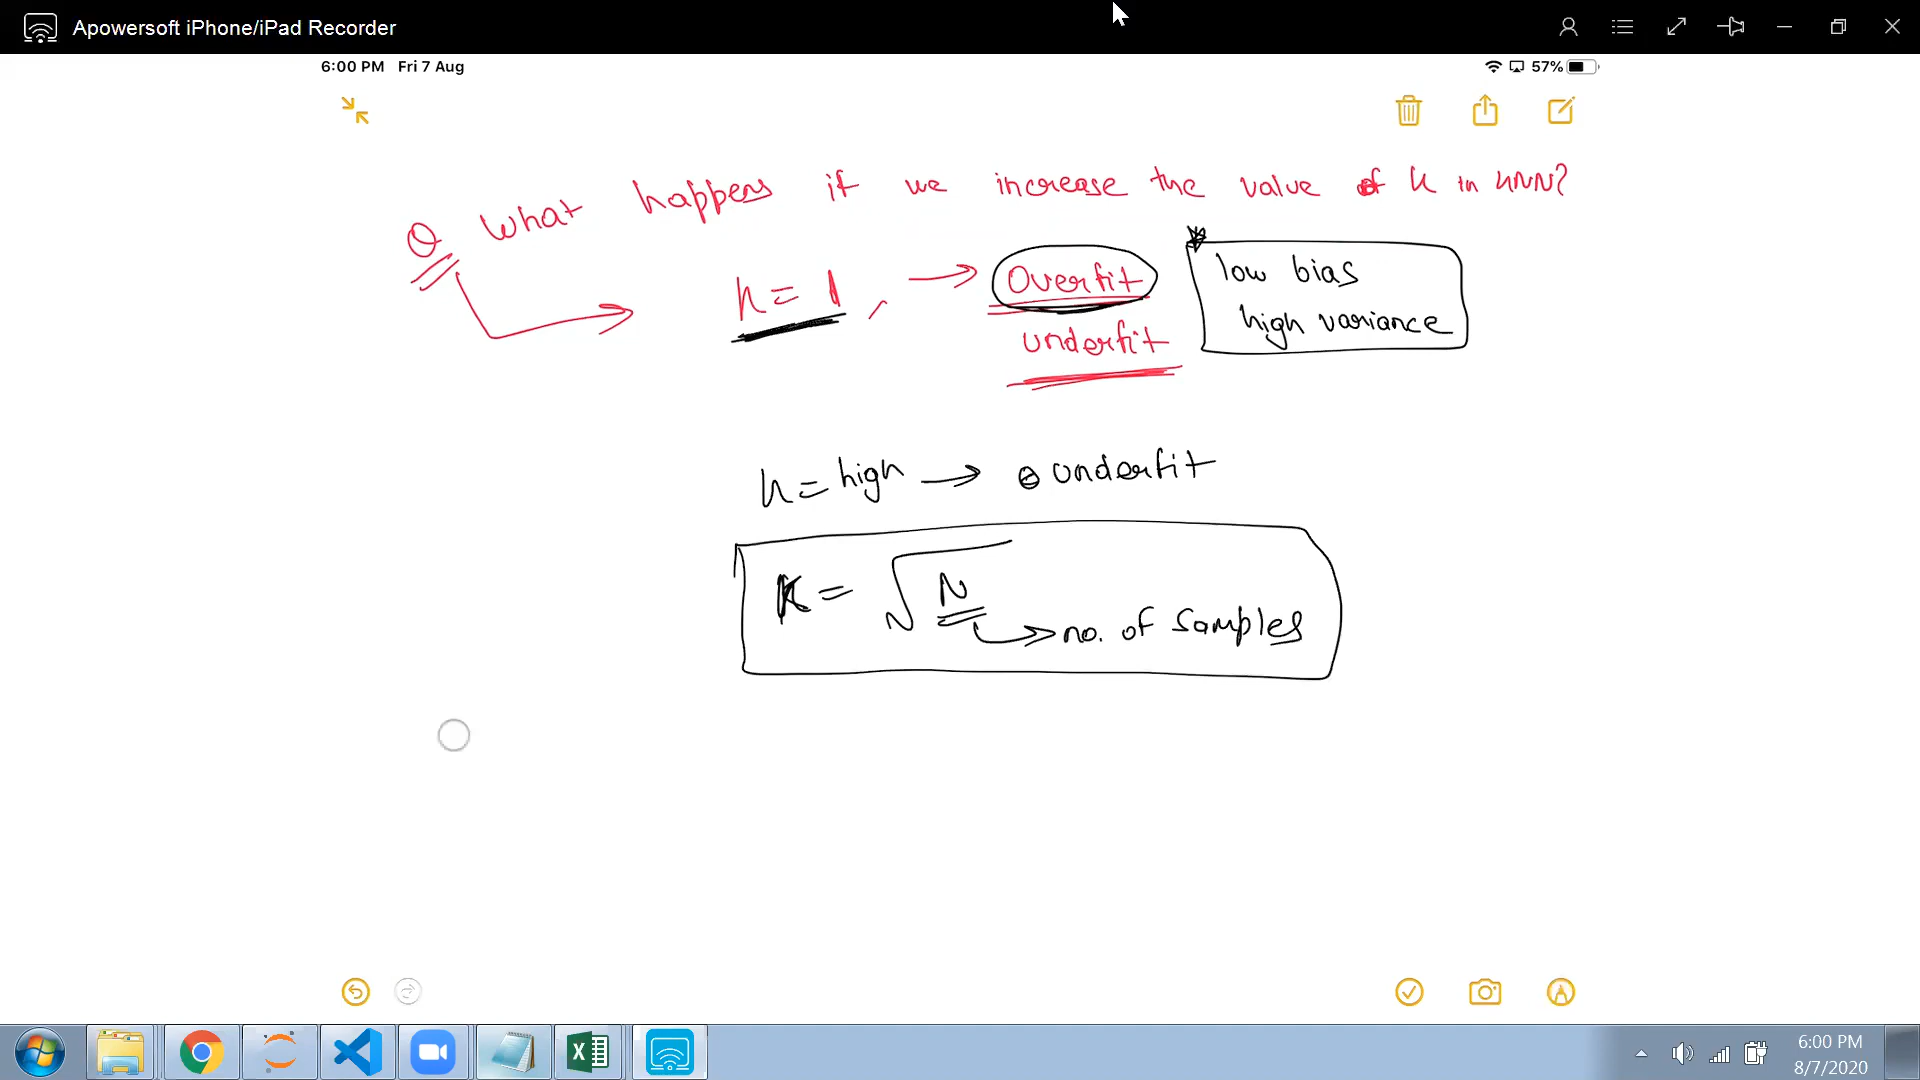 Apowersoft iPhone/iPad Recorder
6:00 PM Fri 7 Aug
57%
Q What happens if we increase the value of K in KNN?
K = 1 , → Overfit
underfit
low bias
high variance
K = high → underfit
K = √N
→ no. of samples
6:00 PM
8/7/2020